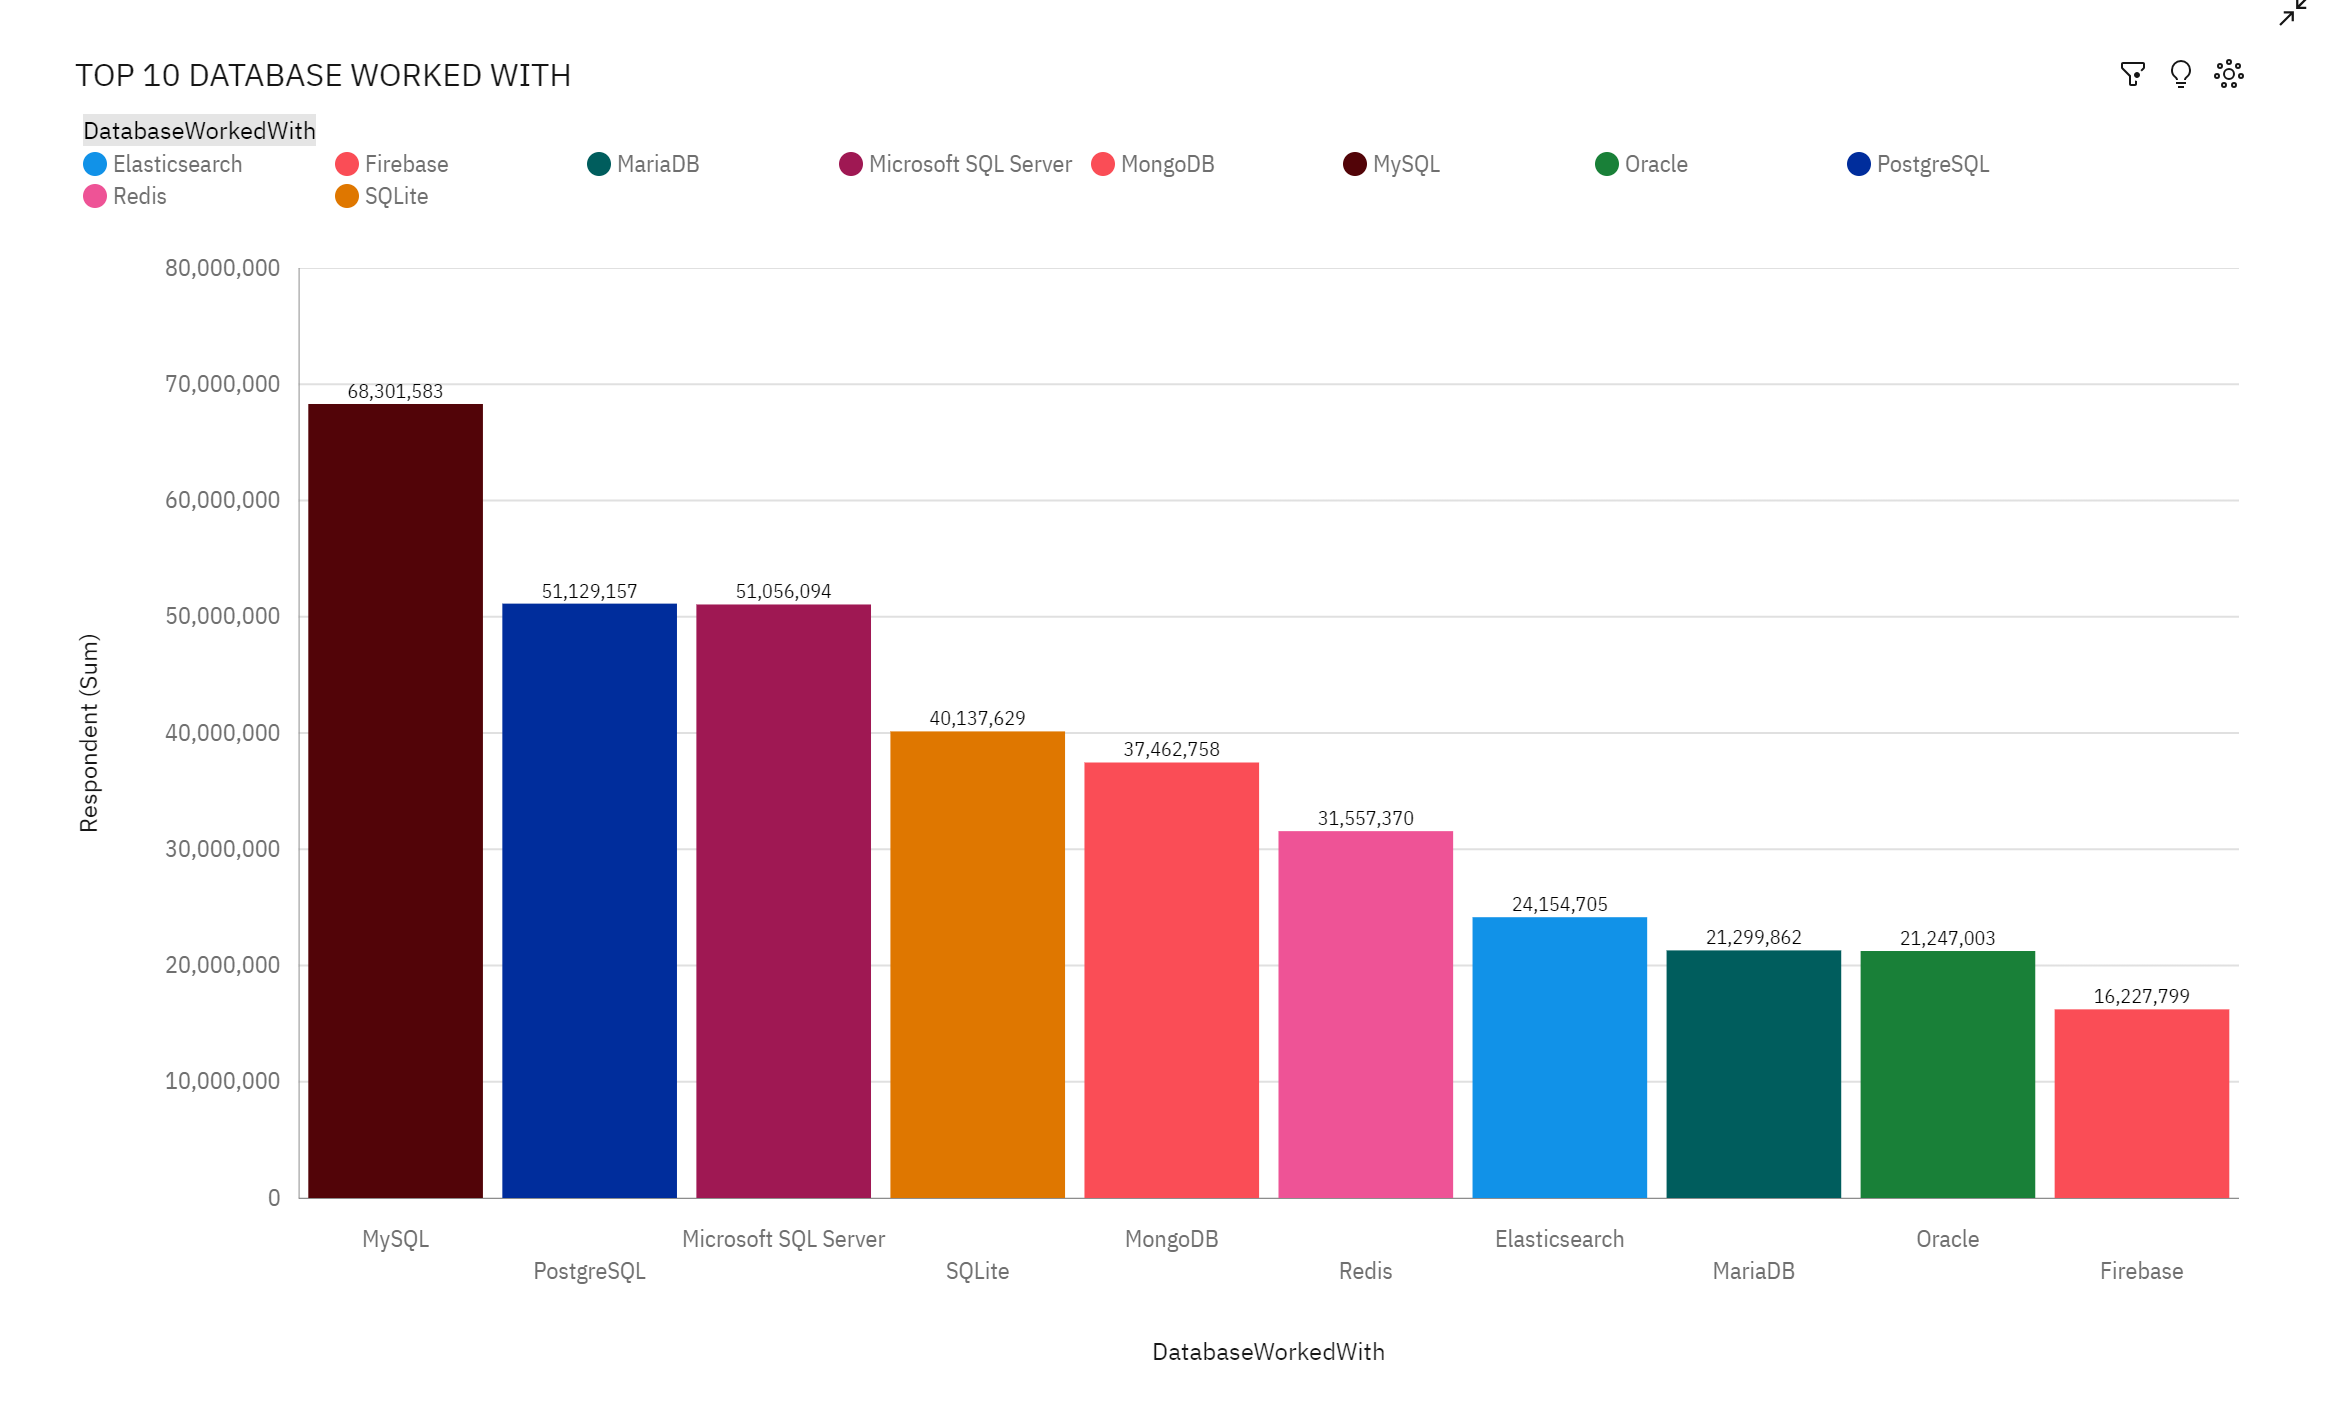 TOP 10 DATABASE WORKED WITH
DatabaseWorkedWith
Elasticsearch Firebase MariaDB Microsoft SQL Server MongoDB MySQL Oracle PostgreSQL
Redis SQLite
80,000,000
70,000,000
68,301,583
60,000,000
51,129,157 51,056,094
50,000,000
Respondent (Sum)
40,137,629
40,000,000
37,462,758
31,557,370
30,000,000
24,154,705
21,299,862 21,247,003
20,000,000
16,227,799
10,000,000
0
MySQL Microsoft SQL Server MongoDB Elasticsearch Oracle
PostgreSQL SQLite Redis MariaDB Firebase
DatabaseWorkedWith